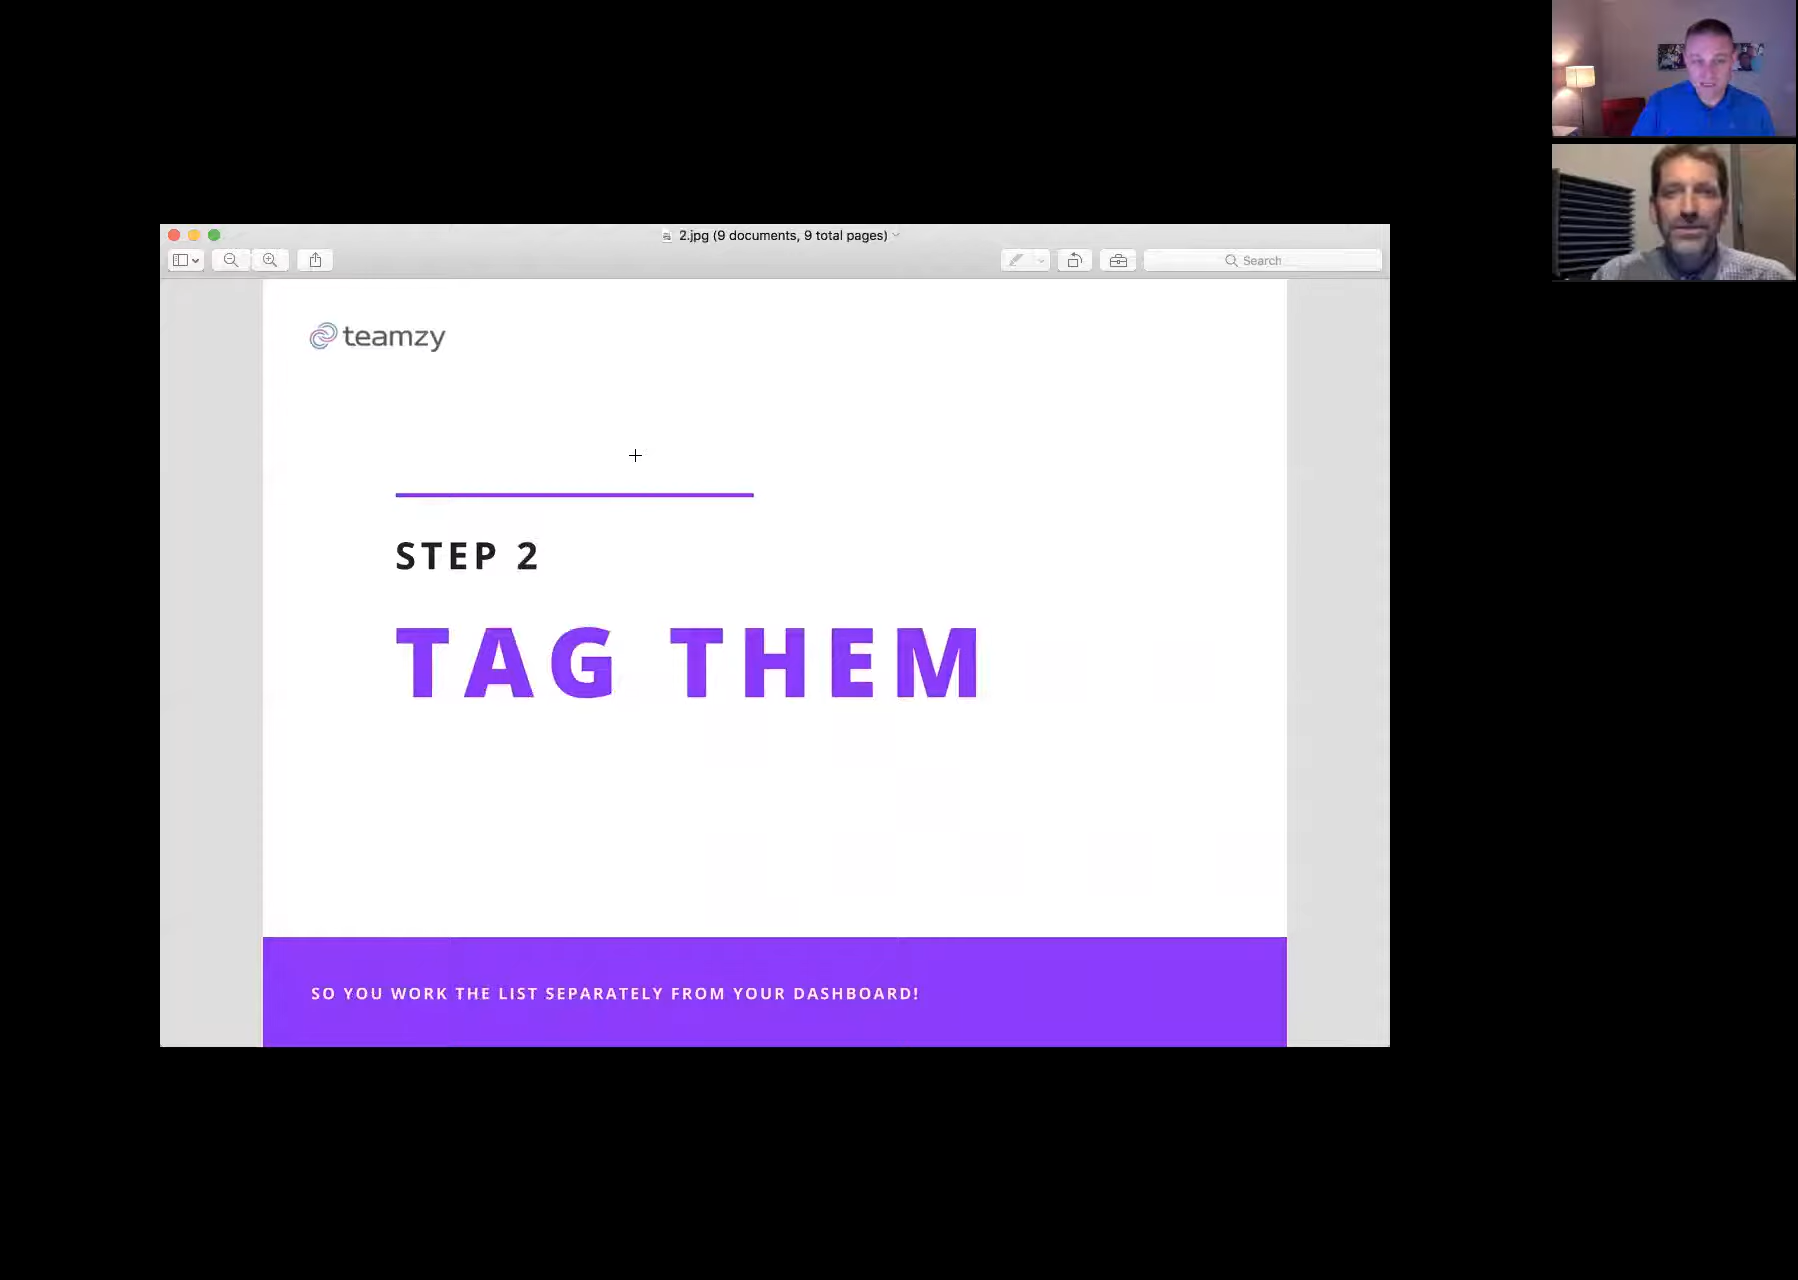 2.jpg (9 documents, 9 total pages)
Search
teamzy
STEP 2
TAG THEM
SO YOU WORK THE LIST SEPARATELY FROM YOUR DASHBOARD!